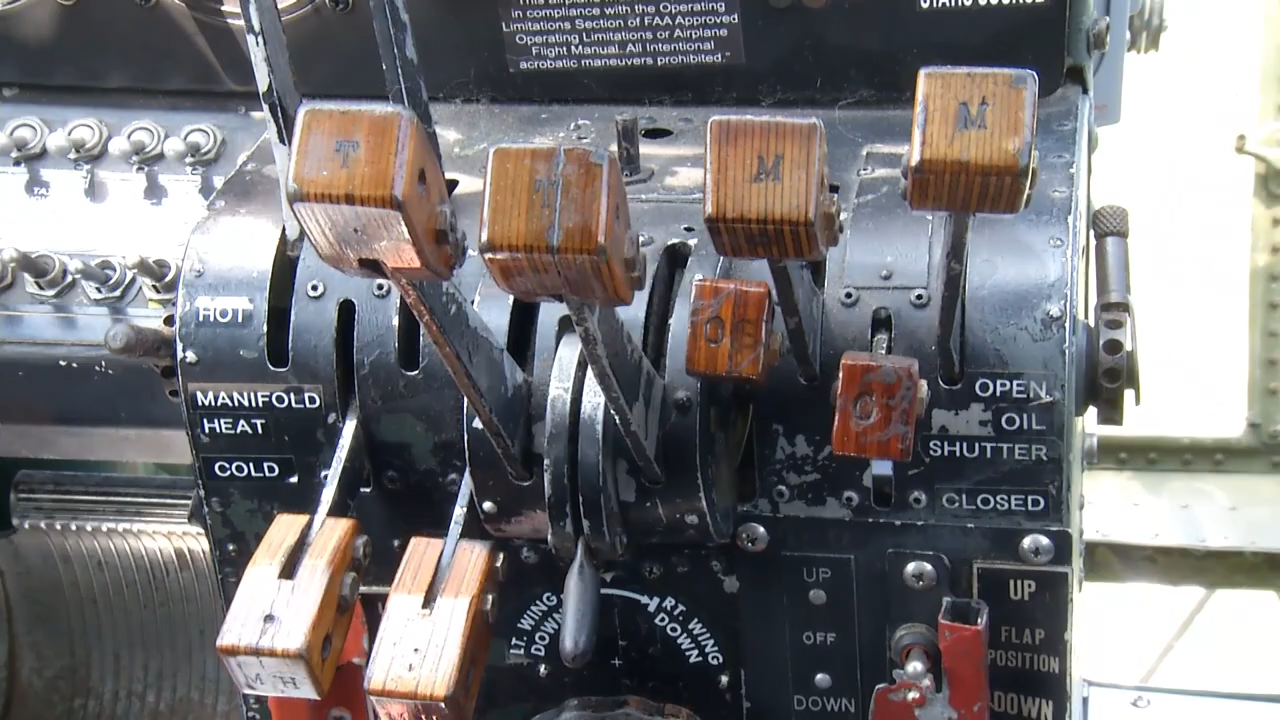 in compliance with the Operating
Limitations Section of FAA Approved
Operating Limitations or Airplane
Flight Manual. All Intentional
acrobatic maneuvers prohibited."
T
T
M
M
HOT
MANIFOLD
HEAT
COLD
OPEN
OIL
SHUTTER
CLOSED
M H
LT. WING
DOWN
RT. WING
DOWN
UP
OFF
DOWN
UP
FLAP
POSITION
DOWN